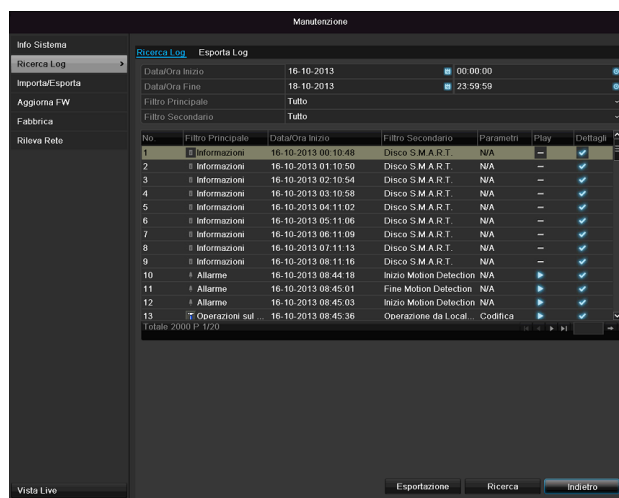 Manutenzione
Info Sistema
Ricerca Log
Importa/Esporta
Aggiorna FW
Fabbrica
Rileva Rete
Vista Live
Ricerca Log Esporta Log
Data/Ora Inizio 16-10-2013 00:00:00
Data/Ora Fine 18-10-2013 23:59:59
Filtro Principale Tutto
Filtro Secondario Tutto
No. Filtro Principale Data/Ora Inizio Filtro Secondario Parametri Play Dettagli
1 Informazioni 16-10-2013 00:10:48 Disco S.M.A.R.T. N/A –
2 Informazioni 16-10-2013 01:10:50 Disco S.M.A.R.T. N/A –
3 Informazioni 16-10-2013 02:10:54 Disco S.M.A.R.T. N/A –
4 Informazioni 16-10-2013 03:10:58 Disco S.M.A.R.T. N/A –
5 Informazioni 16-10-2013 04:11:02 Disco S.M.A.R.T. N/A –
6 Informazioni 16-10-2013 05:11:06 Disco S.M.A.R.T. N/A –
7 Informazioni 16-10-2013 06:11:09 Disco S.M.A.R.T. N/A –
8 Informazioni 16-10-2013 07:11:13 Disco S.M.A.R.T. N/A –
9 Informazioni 16-10-2013 08:11:16 Disco S.M.A.R.T. N/A –
10 Allarme 16-10-2013 08:44:18 Inizio Motion Detection N/A
11 Allarme 16-10-2013 08:45:01 Fine Motion Detection N/A
12 Allarme 16-10-2013 08:45:03 Inizio Motion Detection N/A
13 Operazioni sul ... 16-10-2013 08:45:36 Operazione da Local... Codifica
Totale 2000 P. 1/20
Esportazione Ricerca Indietro